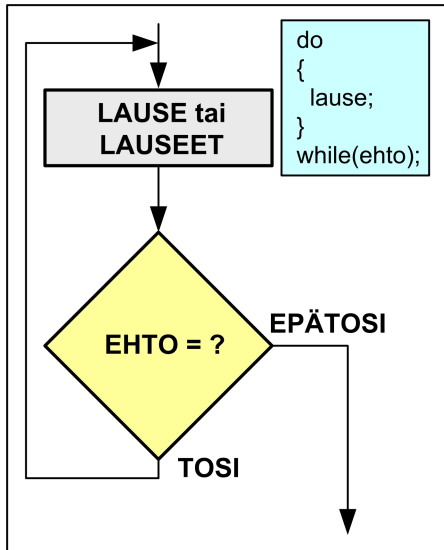 do
{
lause;
}
while(ehto);
LAUSE tai
LAUSEET
EHTO = ?
EPÄTOSI
TOSI